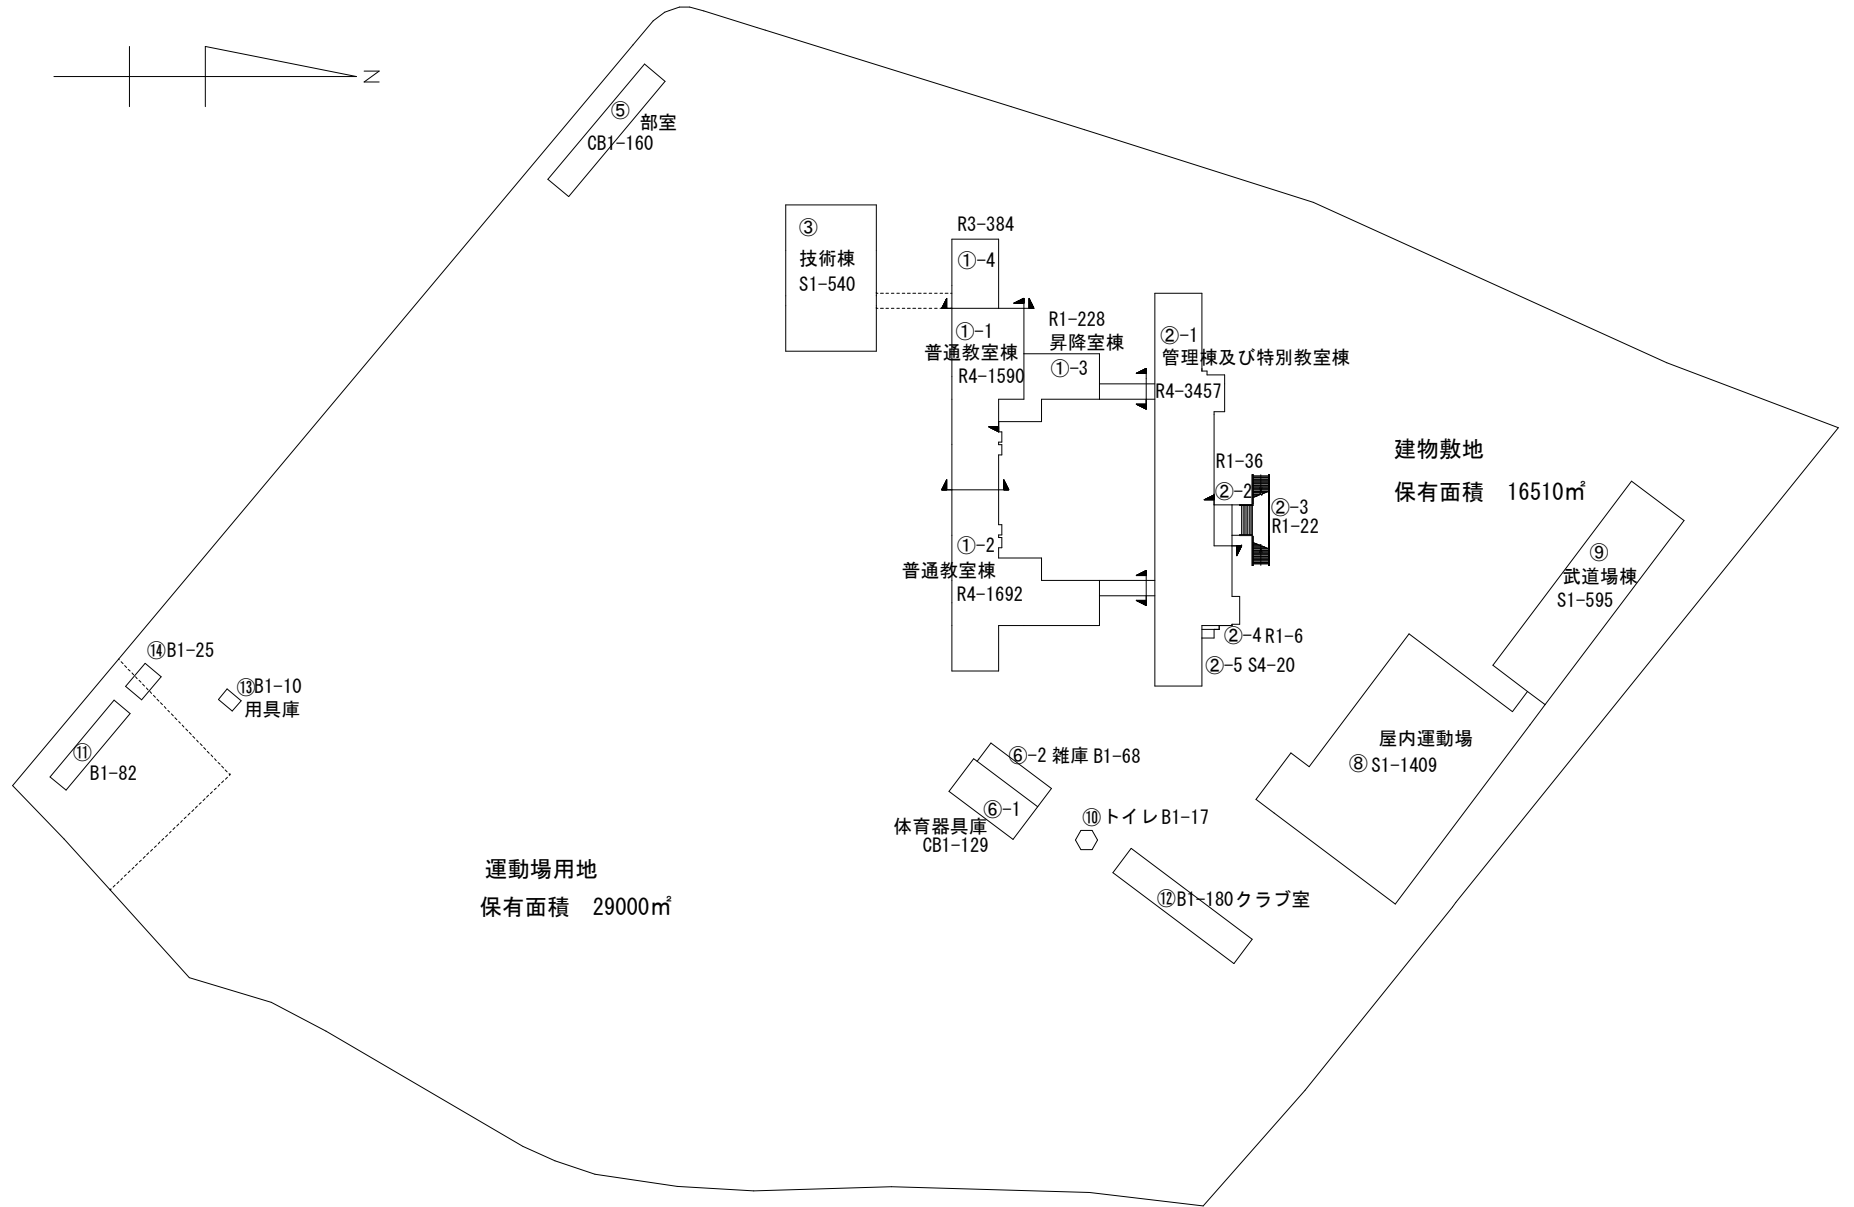 N
⑤
部室
CB1-160
③
技術棟
S1-540
R3-384
①-4
①-1
普通教室棟
R4-1590
R1-228
昇降室棟
①-3
②-1
管理棟及び特別教室棟
R4-3457
R1-36
②-2
②-3
R1-22
建物敷地
保有面積 16510㎡
①-2
普通教室棟
R4-1692
⑨
武道場棟
S1-595
②-4 R1-6
②-5 S4-20
⑭B1-25
⑬B1-10
用具庫
⑪
B1-82
⑥-2 雑庫 B1-68
⑥-1
体育器具庫
CB1-129
⑩トイレB1-17
屋内運動場
⑧S1-1409
⑫B1-180クラブ室
運動場用地
保有面積 29000㎡